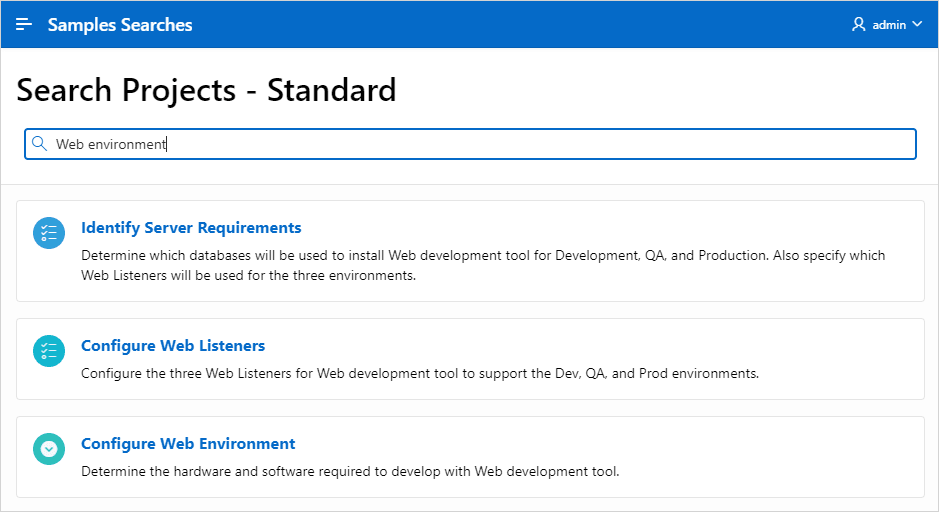 Samples Searches
admin
Search Projects - Standard
Web environment
Identify Server Requirements
Determine which databases will be used to install Web development tool for Development, QA, and Production. Also specify which
Web Listeners will be used for the three environments.
Configure Web Listeners
Configure the three Web Listeners for Web development tool to support the Dev, QA, and Prod environments.
Configure Web Environment
Determine the hardware and software required to develop with Web development tool.